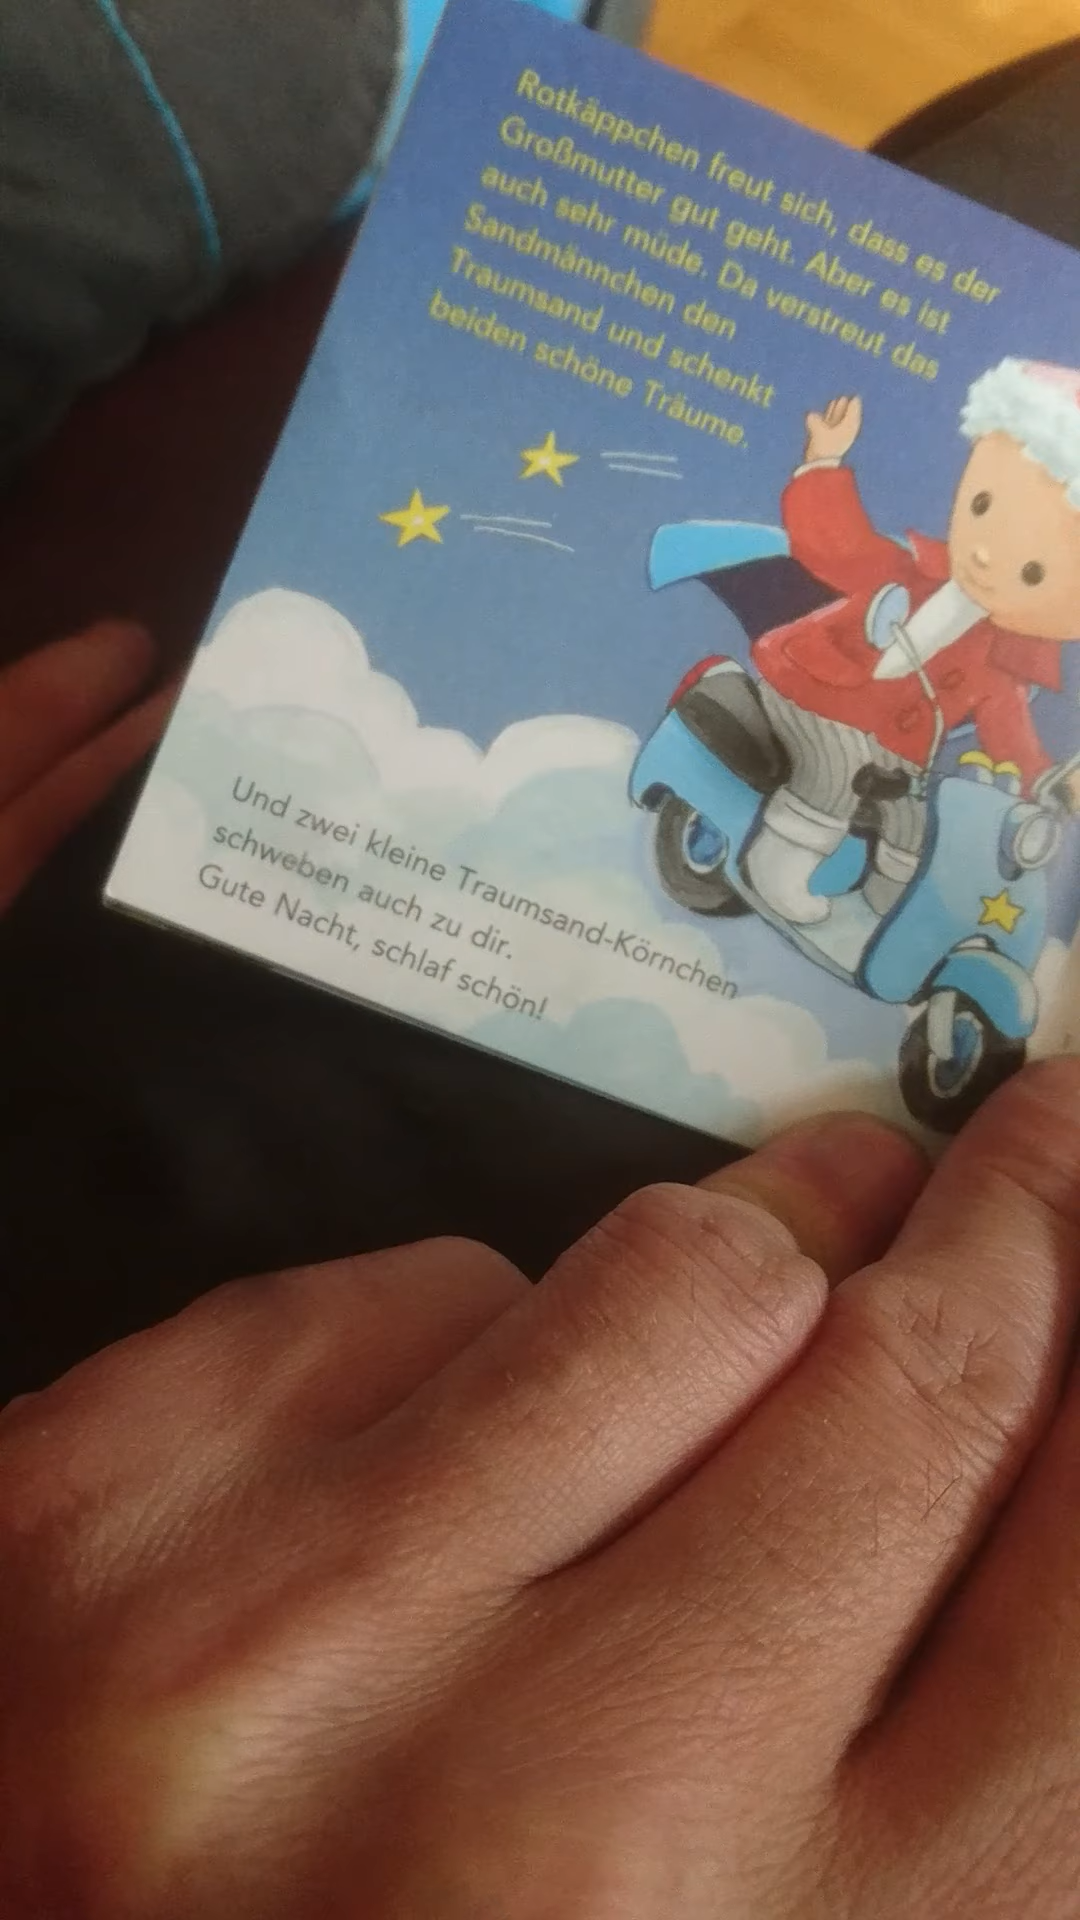 Rotkäppchen freut sich, dass es der
Großmutter gut geht. Aber es ist
auch sehr müde. Da verstreut das
Sandmännchen den
Traumsand und schenkt
beiden schöne Träume.
Und zwei kleine Traumsand-Körnchen
schweben auch zu dir.
Gute Nacht, schlaf schön!